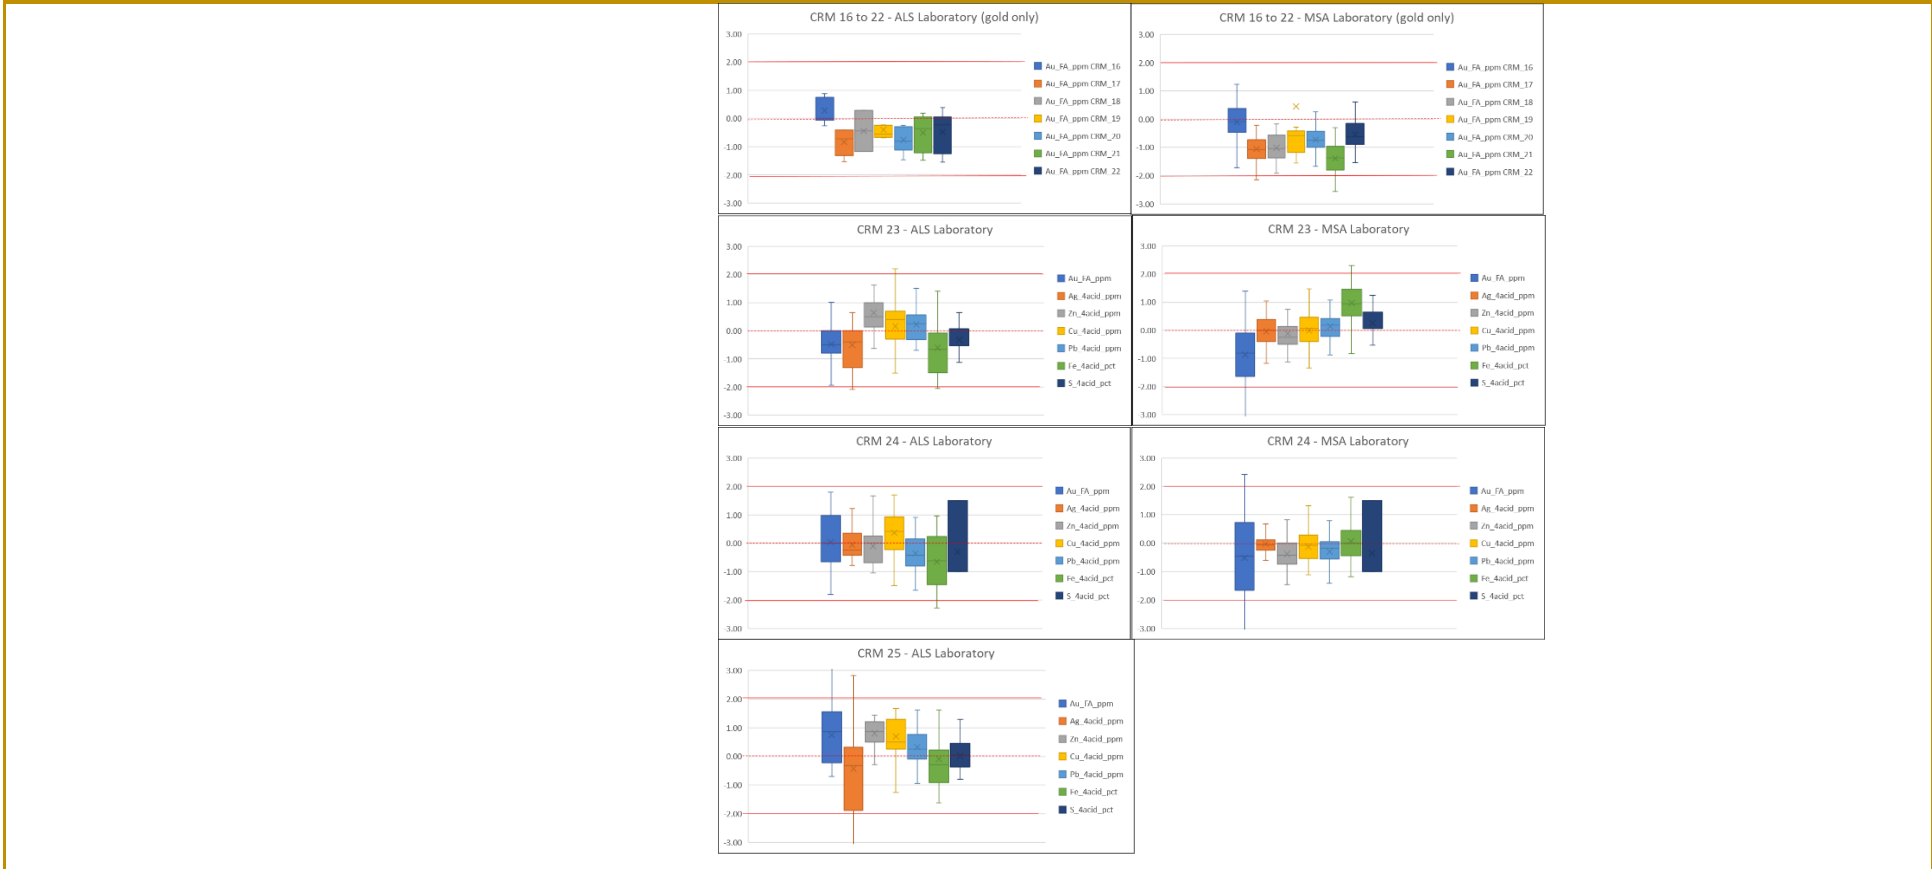 CRM 16 to 22 - ALS Laboratory (gold only)
3.00
2.00
1.00
0.00
-1.00
-2.00
-3.00
Au_FA_ppm CRM_16
Au_FA_ppm CRM_17
Au_FA_ppm CRM_18
Au_FA_ppm CRM_19
Au_FA_ppm CRM_20
Au_FA_ppm CRM_21
Au_FA_ppm CRM_22
CRM 16 to 22 - MSA Laboratory (gold only)
3.00
2.00
1.00
0.00
-1.00
-2.00
-3.00
Au_FA_ppm CRM_16
Au_FA_ppm CRM_17
Au_FA_ppm CRM_18
Au_FA_ppm CRM_19
Au_FA_ppm CRM_20
Au_FA_ppm CRM_21
Au_FA_ppm CRM_22
CRM 23 - ALS Laboratory
3.00
2.00
1.00
0.00
-1.00
-2.00
-3.00
Au_FA_ppm
Ag_4acid_ppm
Zn_4acid_ppm
Cu_4acid_ppm
Pb_4acid_ppm
Fe_4acid_pct
S_4acid_pct
CRM 23 - MSA Laboratory
3.00
2.00
1.00
0.00
-1.00
-2.00
-3.00
Au_FA_ppm
Ag_4acid_ppm
Zn_4acid_ppm
Cu_4acid_ppm
Pb_4acid_ppm
Fe_4acid_pct
S_4acid_pct
CRM 24 - ALS Laboratory
3.00
2.00
1.00
0.00
-1.00
-2.00
-3.00
Au_FA_ppm
Ag_4acid_ppm
Zn_4acid_ppm
Cu_4acid_ppm
Pb_4acid_ppm
Fe_4acid_pct
S_4acid_pct
CRM 24 - MSA Laboratory
3.00
2.00
1.00
0.00
-1.00
-2.00
-3.00
Au_FA_ppm
Ag_4acid_ppm
Zn_4acid_ppm
Cu_4acid_ppm
Pb_4acid_ppm
Fe_4acid_pct
S_4acid_pct
CRM 25 - ALS Laboratory
3.00
2.00
1.00
0.00
-1.00
-2.00
-3.00
Au_FA_ppm
Ag_4acid_ppm
Zn_4acid_ppm
Cu_4acid_ppm
Pb_4acid_ppm
Fe_4acid_pct
S_4acid_pct